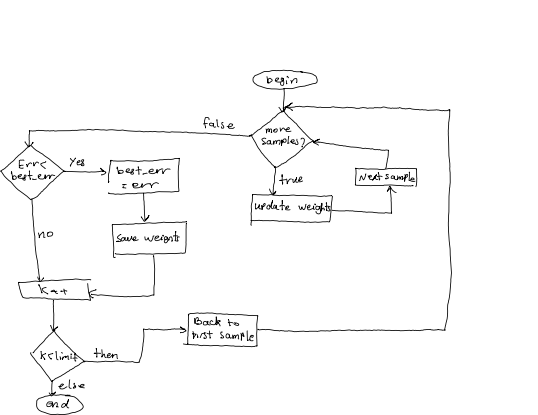 begin
false
more
samples?
Err<
best_err
Yes
best_err
= err
Next sample
true
update weights
no
save weights
K++
Back to
first sample
K<limit
then
else
end